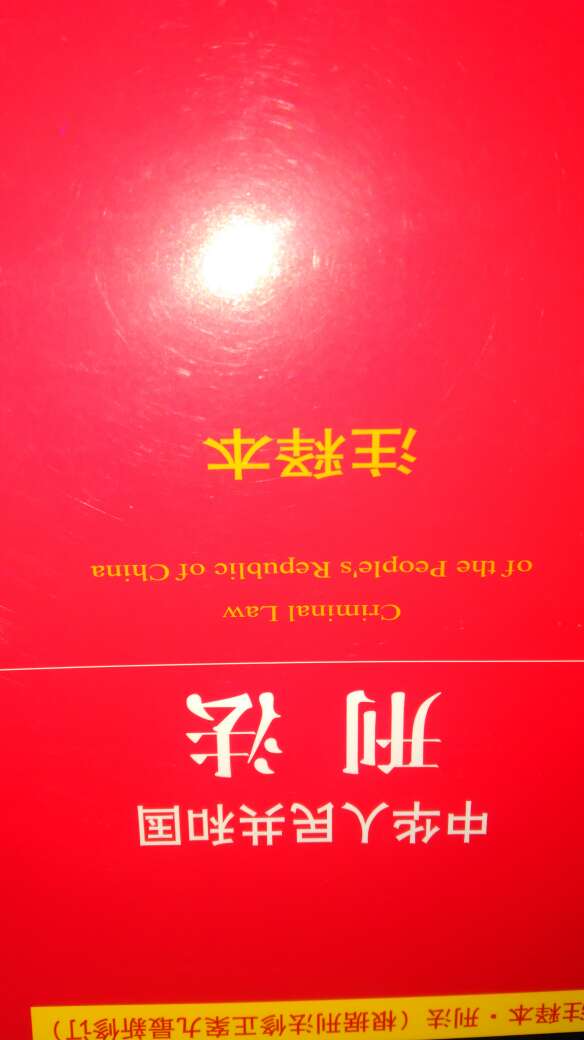 注释本·刑法（根据刑法修正案九最新修订）
中华人民共和国
刑 法
Criminal Law
of the People's Republic of China
注释本